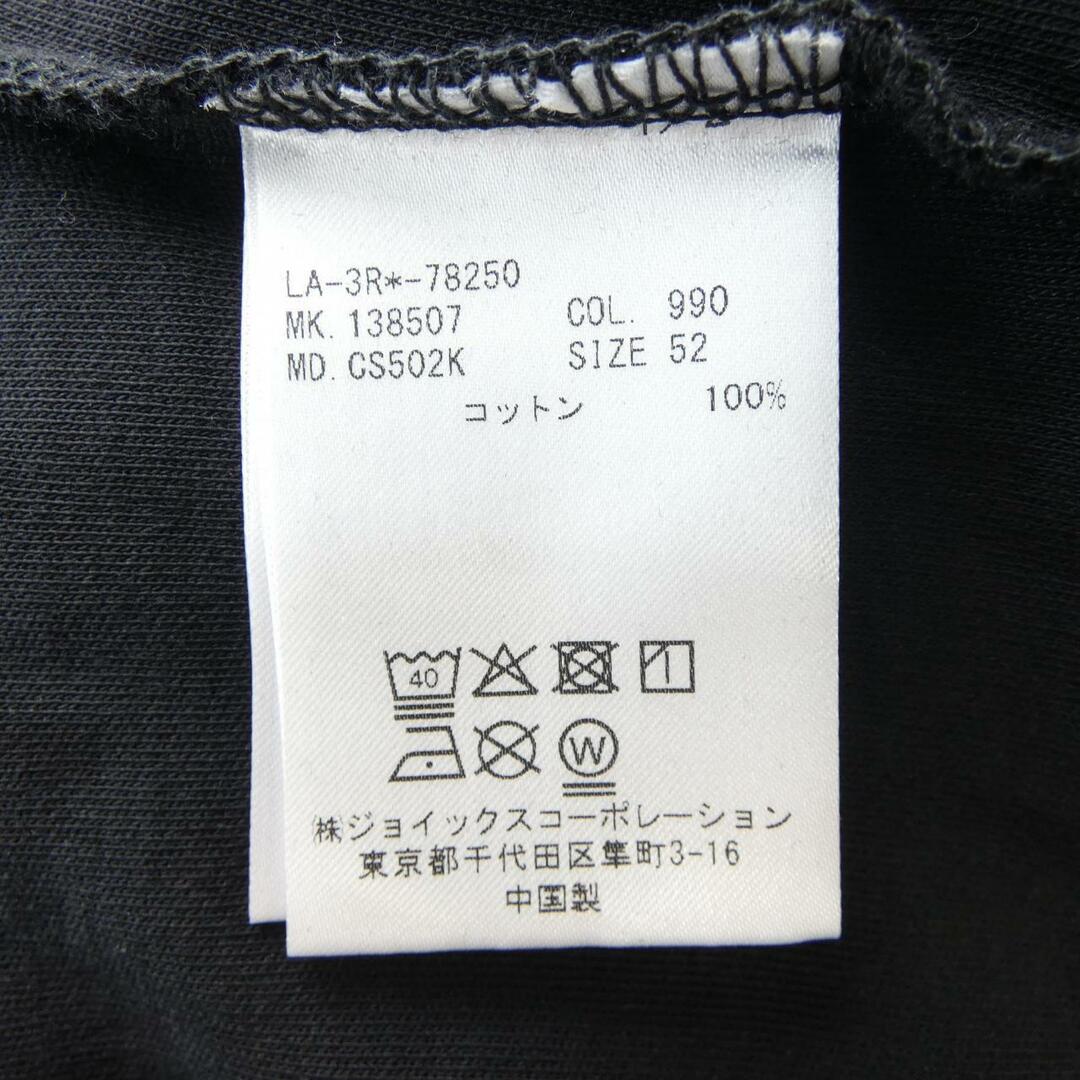 LA-3R*-78250
MK. 138507 COL. 990
MD. CS502K SIZE 52
コットン 100%
40
W
㈱ジョイックスコーポレーション
東京都千代田区隼町3-16
中国製